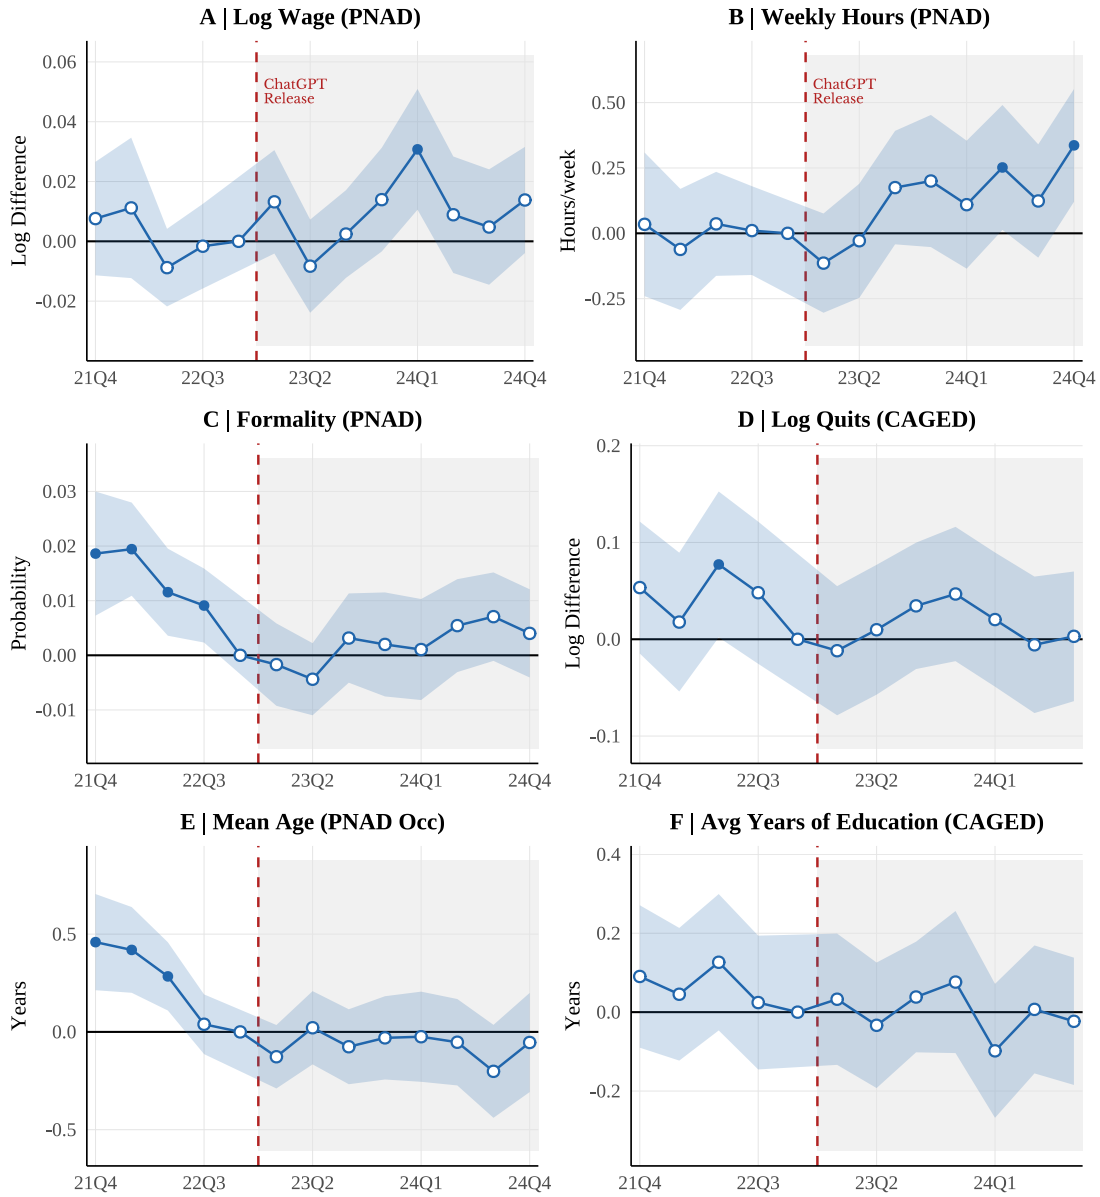 A | Log Wage (PNAD)
0.06
0.04
0.02
0.00
-0.02
Log Difference
ChatGPT
Release
21Q4 22Q3 23Q2 24Q1 24Q4
B | Weekly Hours (PNAD)
0.50
0.25
0.00
-0.25
Hours/week
ChatGPT
Release
21Q4 22Q3 23Q2 24Q1 24Q4
C | Formality (PNAD)
0.03
0.02
0.01
0.00
-0.01
Probability
21Q4 22Q3 23Q2 24Q1 24Q4
D | Log Quits (CAGED)
0.2
0.1
0.0
-0.1
Log Difference
21Q4 22Q3 23Q2 24Q1
E | Mean Age (PNAD Occ)
0.5
0.0
-0.5
Years
21Q4 22Q3 23Q2 24Q1 24Q4
F | Avg Years of Education (CAGED)
0.4
0.2
0.0
-0.2
Years
21Q4 22Q3 23Q2 24Q1